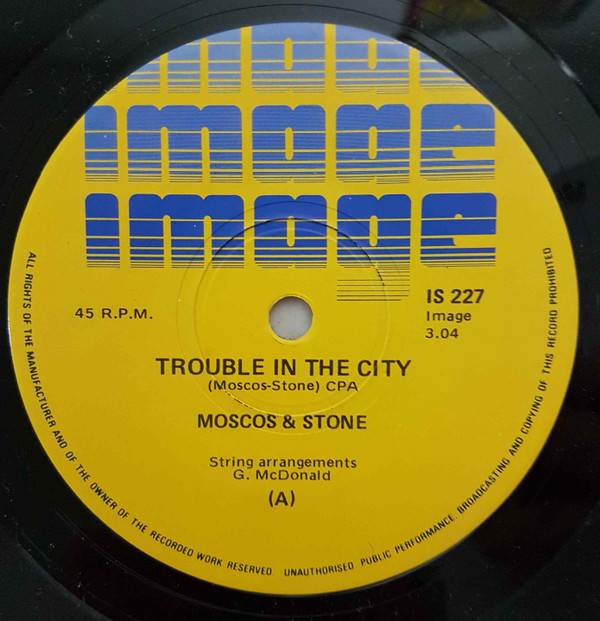 image
image
image
45 R.P.M.
IS 227
Image
3.04
TROUBLE IN THE CITY
(Moscos-Stone) CPA
MOSCOS & STONE
String arrangements
G. McDonald
(A)
ALL RIGHTS OF THE MANUFACTURER AND OF THE OWNER OF THE RECORDED WORK RESERVED UNAUTHORISED PUBLIC PERFORMANCE, BROADCASTING AND COPYING OF THIS RECORD PROHIBITED